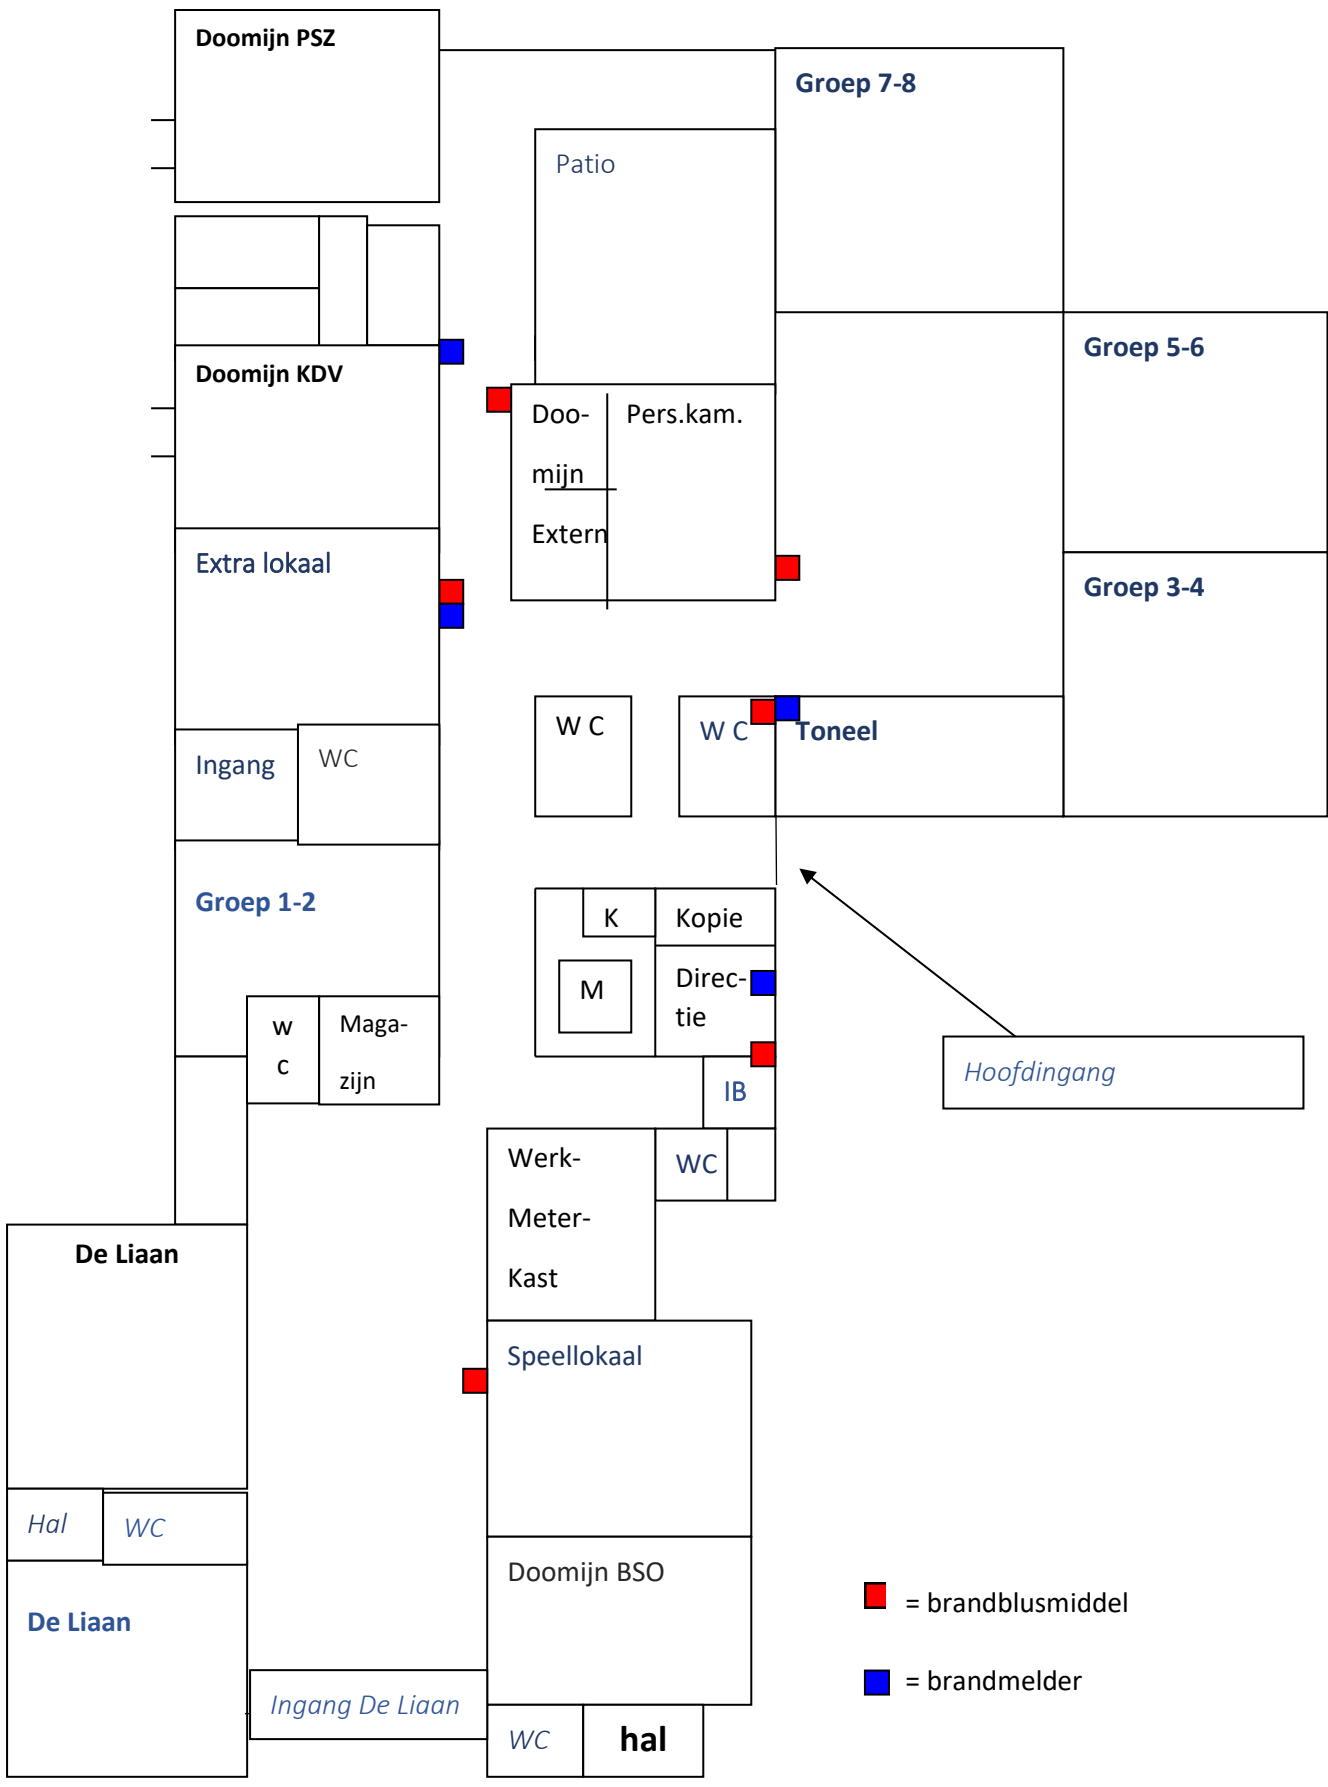 Doomijn PSZ
Groep 7-8
Patio
Groep 5-6
Doomijn KDV
Doo-
mijn
Extern
Pers.kam.
Extra lokaal
Groep 3-4
W C
W C
Toneel
Ingang
WC
Groep 1-2
K
Kopie
M
Direc-
tie
w
c
Maga-
zijn
Hoofdingang
IB
Werk-
Meter-
Kast
WC
De Liaan
Speellokaal
Hal
WC
Doomijn BSO
De Liaan
= brandblusmiddel
= brandmelder
Ingang De Liaan
WC
hal